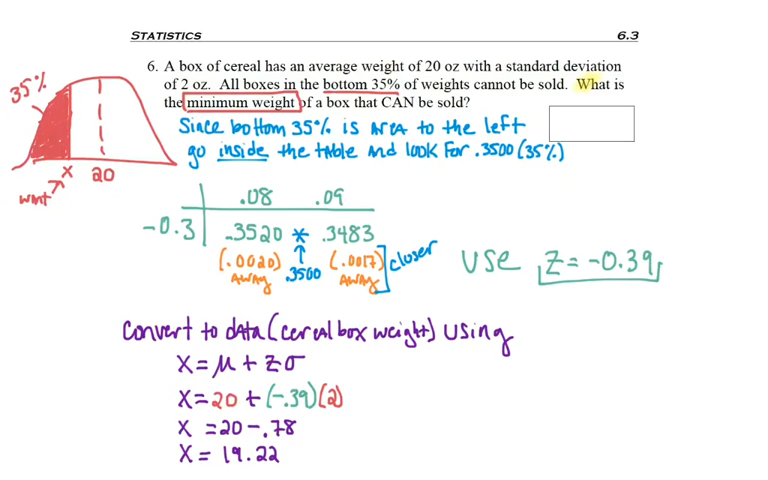 STATISTICS 6.3
6. A box of cereal has an average weight of 20 oz with a standard deviation
of 2 oz. All boxes in the bottom 35% of weights cannot be sold. What is
the minimum weight of a box that CAN be sold?
35%
x 20
want
Since bottom 35% is AREA to the left
go inside the table and look for .3500 (35%)
.08 .09
-0.3 .3520 * .3483
(.0020) AWAY .3500 (.0017) AWAY closer
USE Z = -0.39
Convert to data (cereal box weight) using
X = μ + zσ
X = 20 + (-.39)(2)
X = 20 - .78
X = 19.22